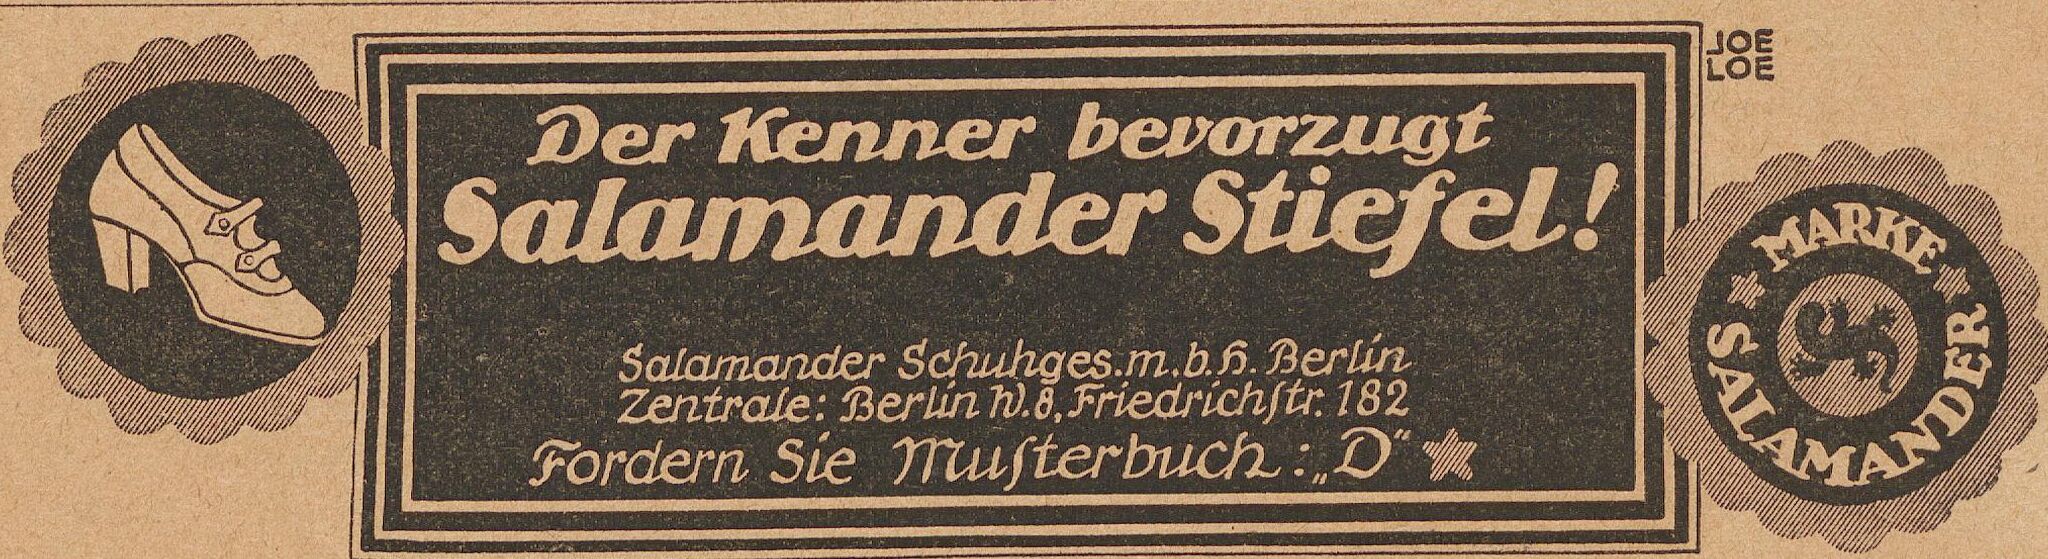 JOE
LOE
Der Kenner bevorzugt
Salamander Stiefel!
Salamander Schuhges.m.b.H. Berlin
Zentrale: Berlin W. 8, Friedrichſtr. 182
Fordern Sie Muſterbuch: „D“
MARKE
SALAMANDER